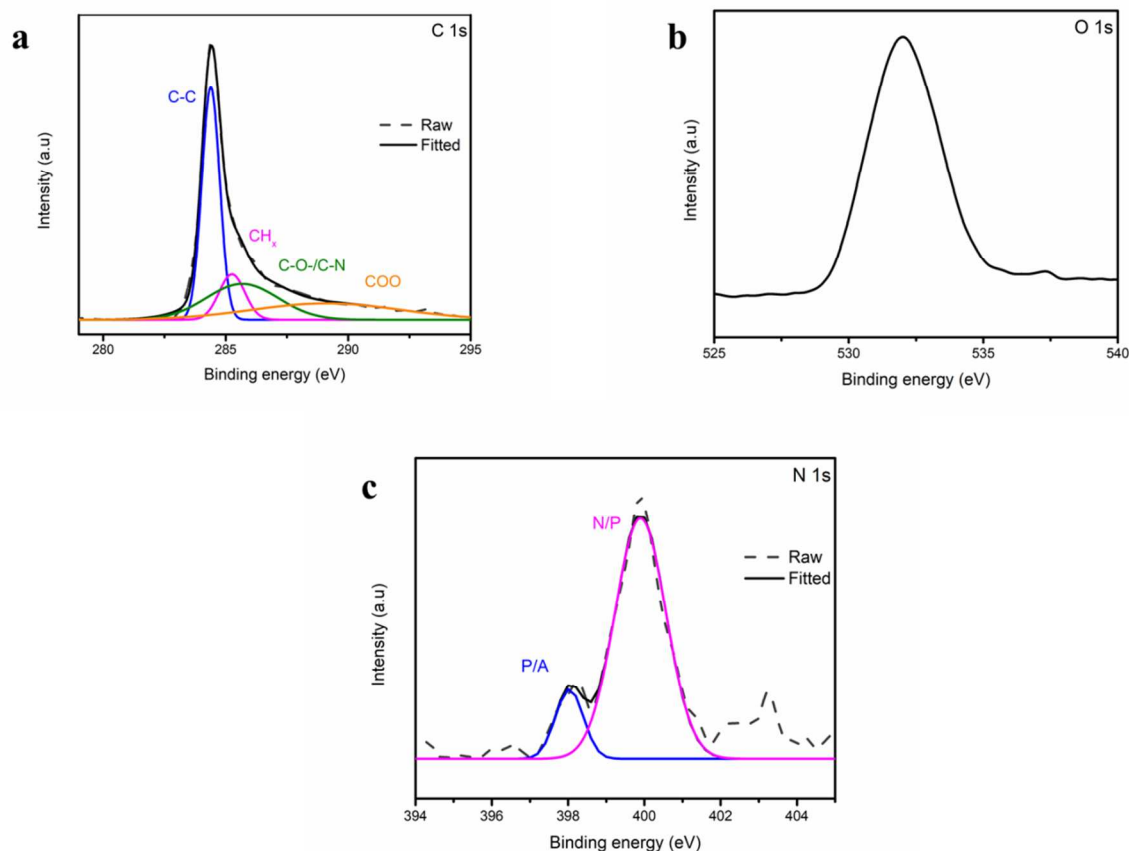 a
C 1s
C-C
Raw
Fitted
CHₓ
C-O-/C-N
COO
Intensity (a.u)
280 285 290 295
Binding energy (eV)
b
O 1s
Intensity (a.u)
525 530 535 540
Binding energy (eV)
c
N 1s
N/P
Raw
Fitted
P/A
Intensity (a.u)
394 396 398 400 402 404
Binding energy (eV)